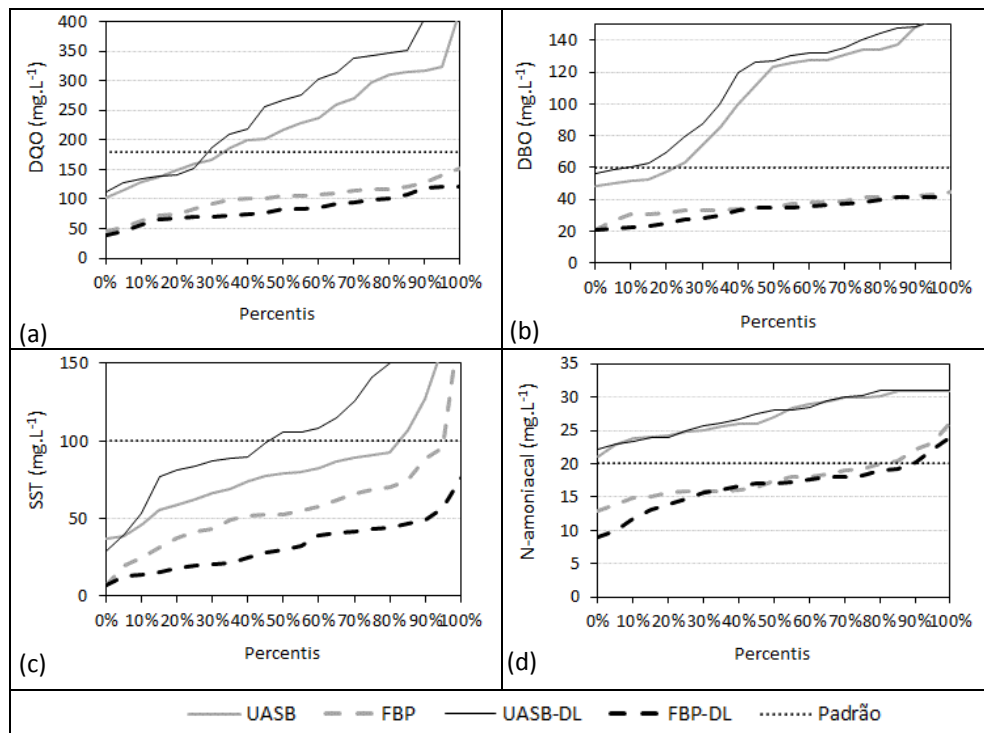 400
350
300
250
200
150
100
50
0
DQO (mg.L⁻¹)
0% 10% 20% 30% 40% 50% 60% 70% 80% 90% 100%
Percentis
(a)
140
120
100
80
60
40
20
0
DBO (mg.L⁻¹)
0% 10% 20% 30% 40% 50% 60% 70% 80% 90% 100%
Percentis
(b)
150
100
50
0
SST (mg.L⁻¹)
0% 10% 20% 30% 40% 50% 60% 70% 80% 90% 100%
Percentis
(c)
35
30
25
20
15
10
5
0
N-amoniacal (mg.L⁻¹)
0% 10% 20% 30% 40% 50% 60% 70% 80% 90% 100%
Percentis
(d)
UASB FBP UASB-DL FBP-DL Padrão